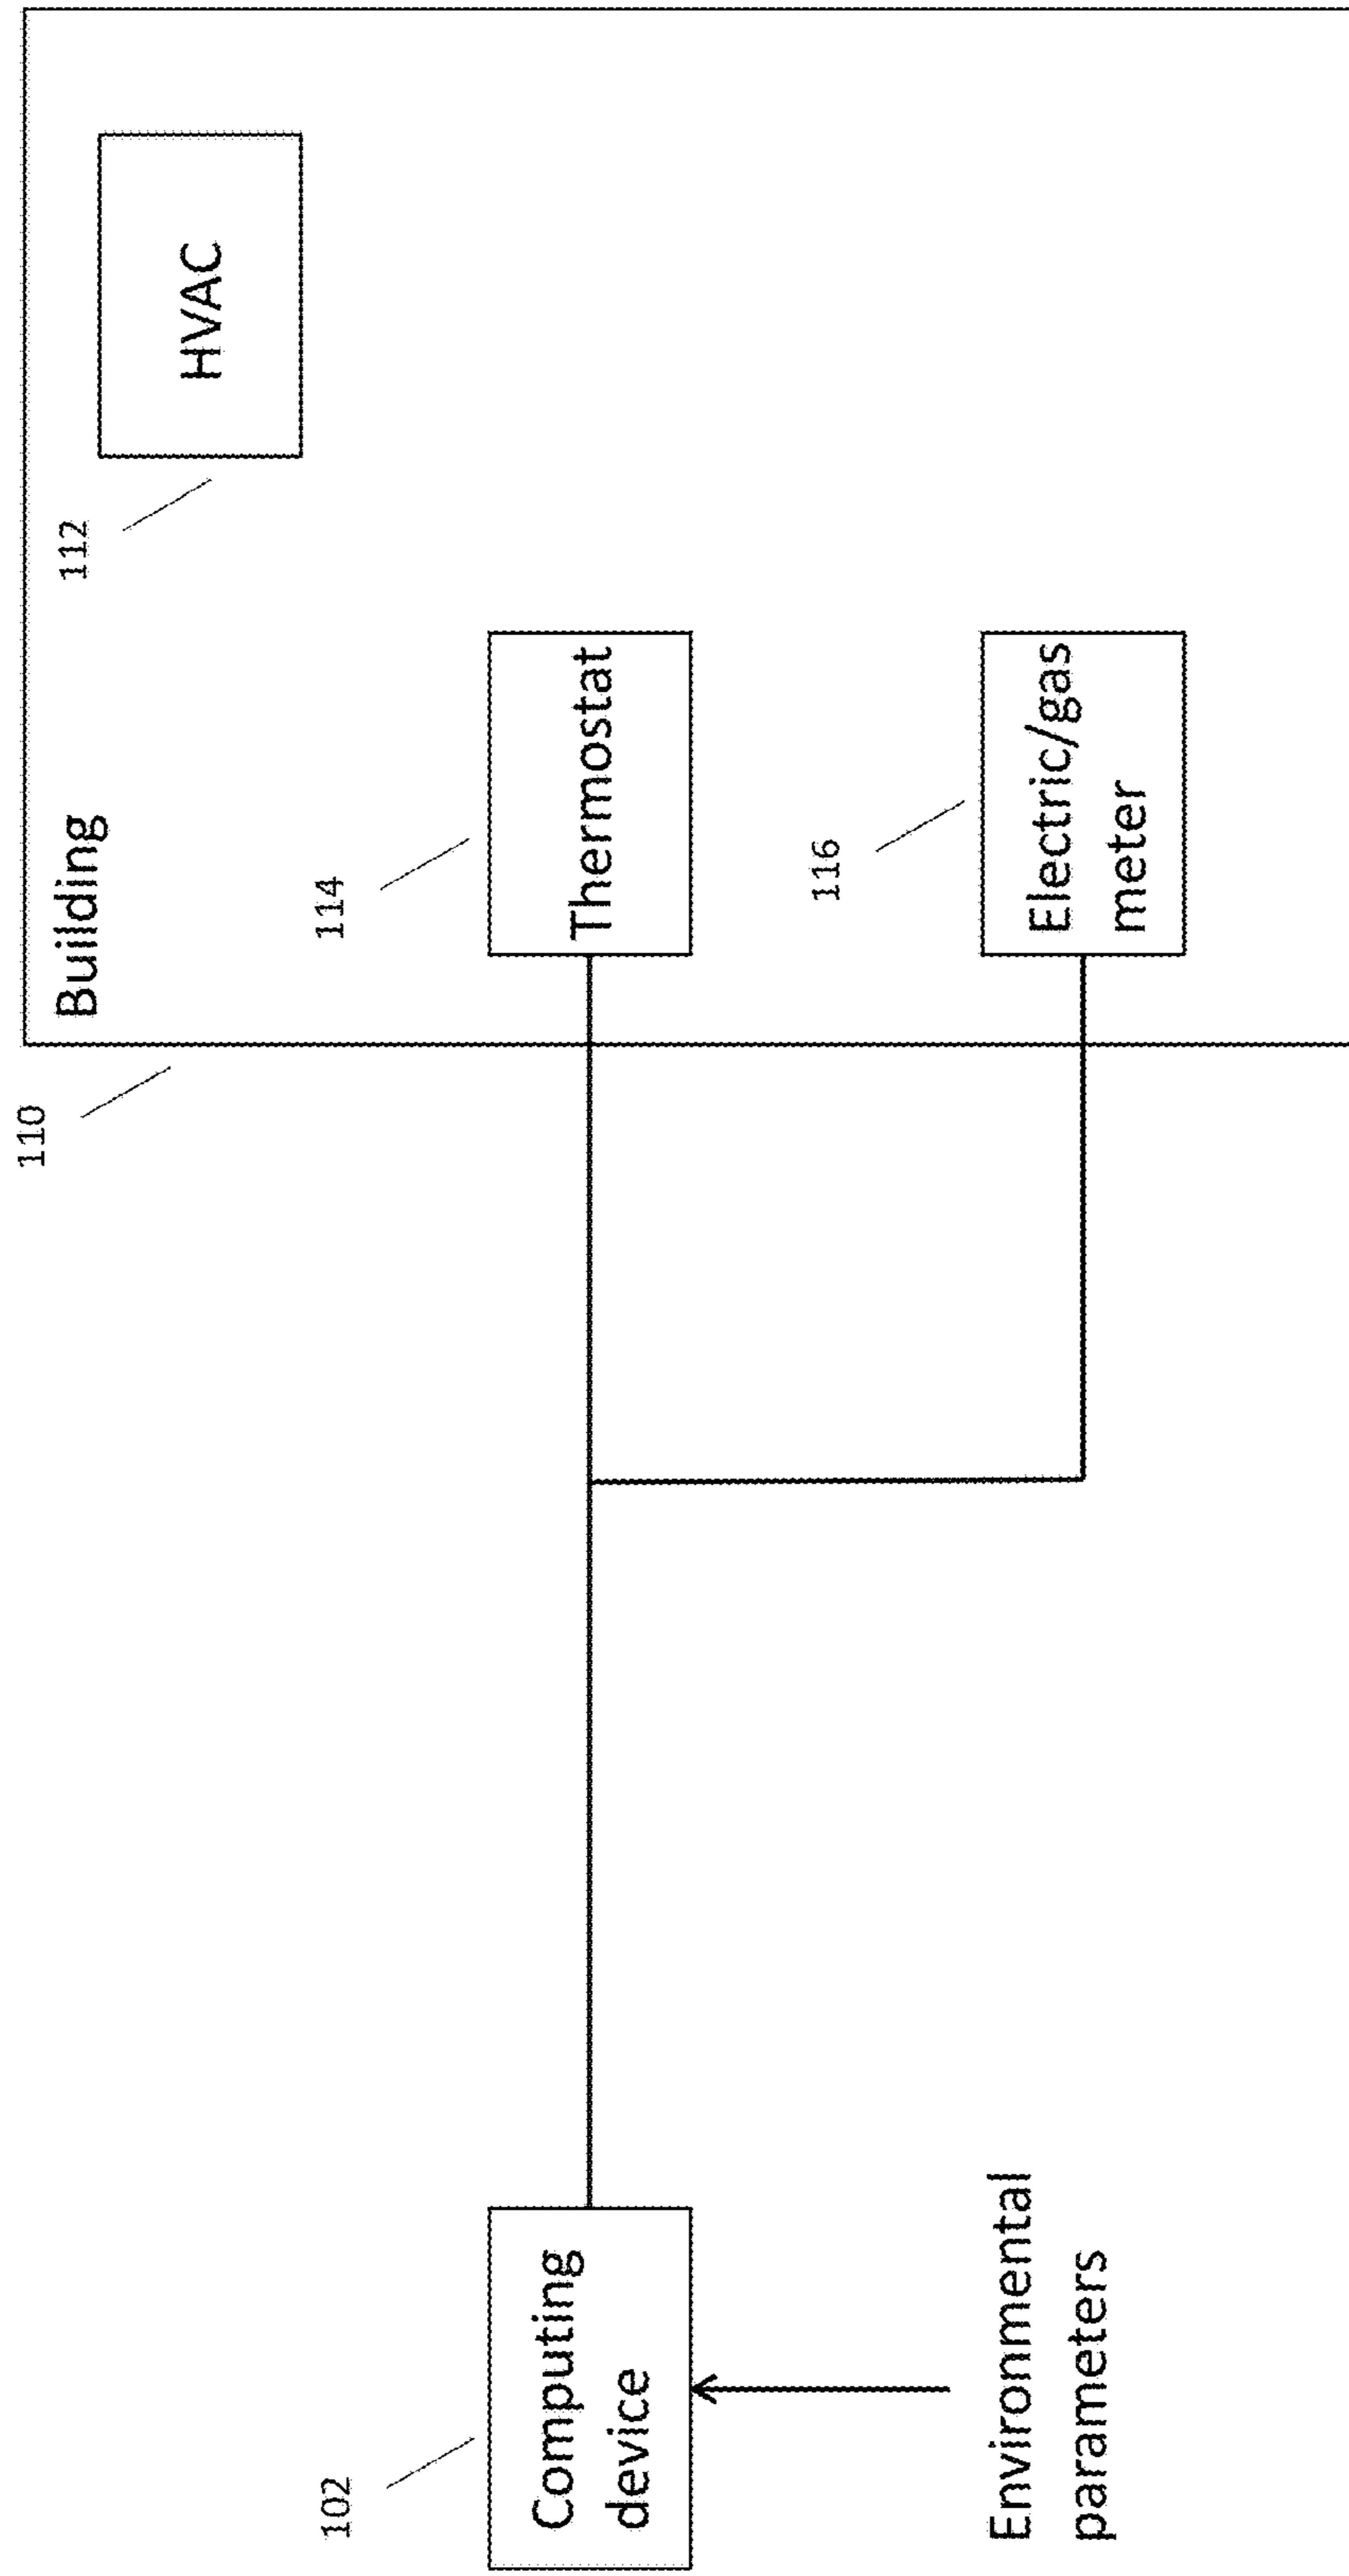 110
Building
112
HVAC
114
Thermostat
116
Electric/gas
meter
102
Computing
device
Environmental
parameters